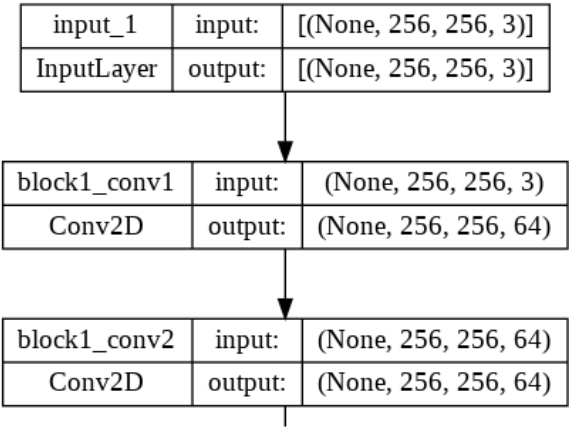 input_1 input: [(None, 256, 256, 3)]
InputLayer output: [(None, 256, 256, 3)]
block1_conv1 input: (None, 256, 256, 3)
Conv2D output: (None, 256, 256, 64)
block1_conv2 input: (None, 256, 256, 64)
Conv2D output: (None, 256, 256, 64)